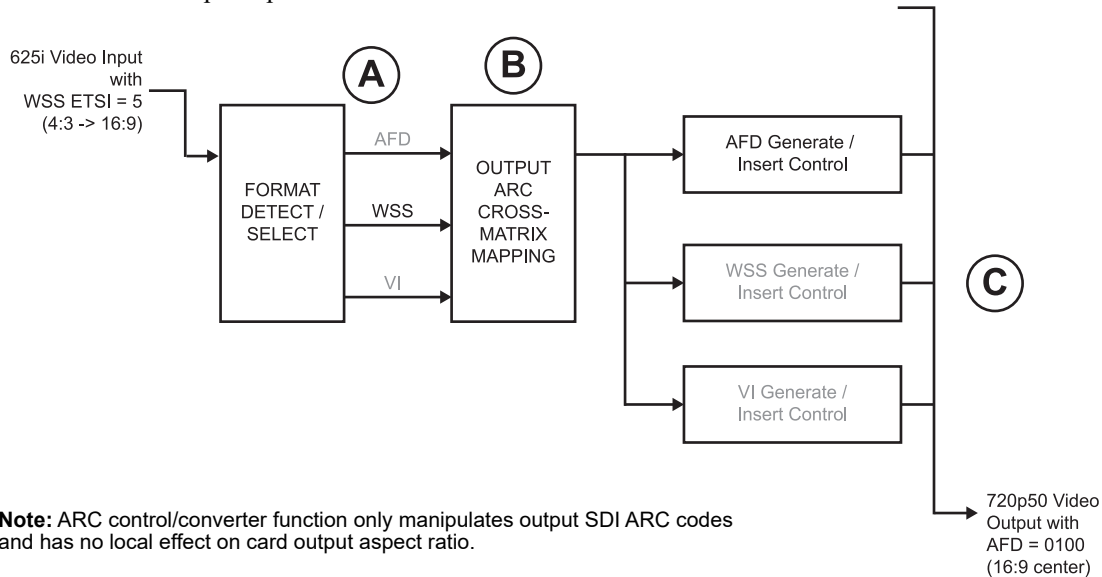 625i Video Input
with
WSS ETSI = 5
(4:3 -> 16:9)
A
B
AFD
WSS
VI
FORMAT
DETECT /
SELECT
OUTPUT
ARC
CROSS-
MATRIX
MAPPING
AFD Generate /
Insert Control
WSS Generate /
Insert Control
VI Generate /
Insert Control
C
720p50 Video
Output with
AFD = 0100
(16:9 center)
Note: ARC control/converter function only manipulates output SDI ARC codes
and has no local effect on card output aspect ratio.